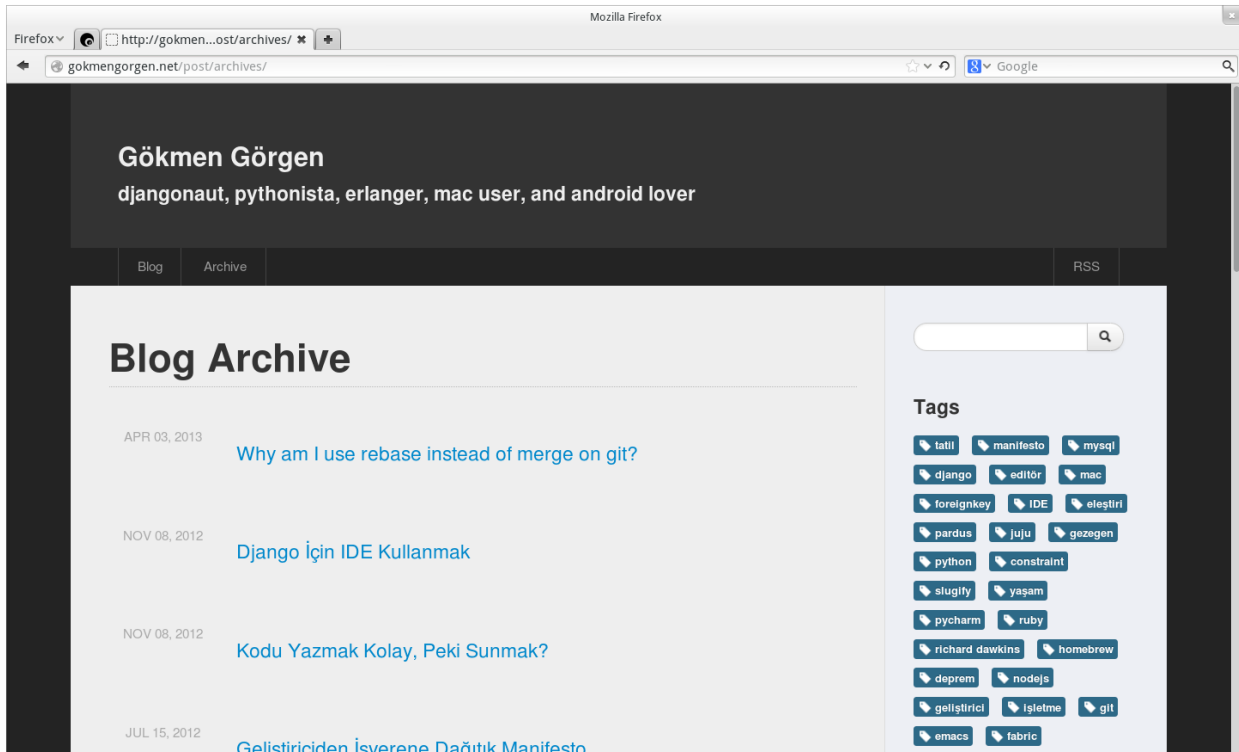 Mozilla Firefox
Firefox
http://gokmen...ost/archives/
gokmengorgen.net/post/archives/
Google
Gökmen Görgen
djangonaut, pythonista, erlanger, mac user, and android lover
Blog Archive RSS
Blog Archive
APR 03, 2013
Why am I use rebase instead of merge on git?
NOV 08, 2012
Django İçin IDE Kullanmak
NOV 08, 2012
Kodu Yazmak Kolay, Peki Sunmak?
JUL 15, 2012
Geliştiriciden İşverene Dağıtık Manifesto
Tags
tatil manifesto mysql
django editör mac
foreignkey IDE eleştiri
pardus juju gezegen
python constraint
slugify yaşam
pycharm ruby
richard dawkins homebrew
deprem nodejs
geliştirici işletme git
emacs fabric